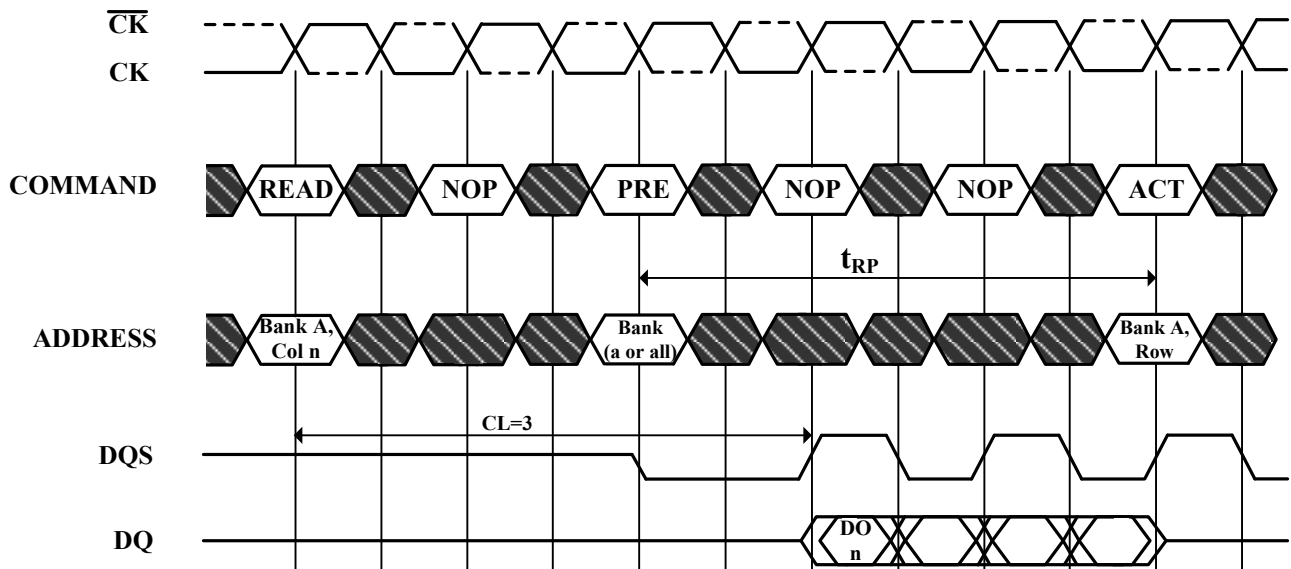 CK
CK
COMMAND
READ
NOP
PRE
NOP
NOP
ACT
tRP
ADDRESS
Bank A,
Col n
Bank
(a or all)
Bank A,
Row
CL=3
DQS
DQ
DO
n